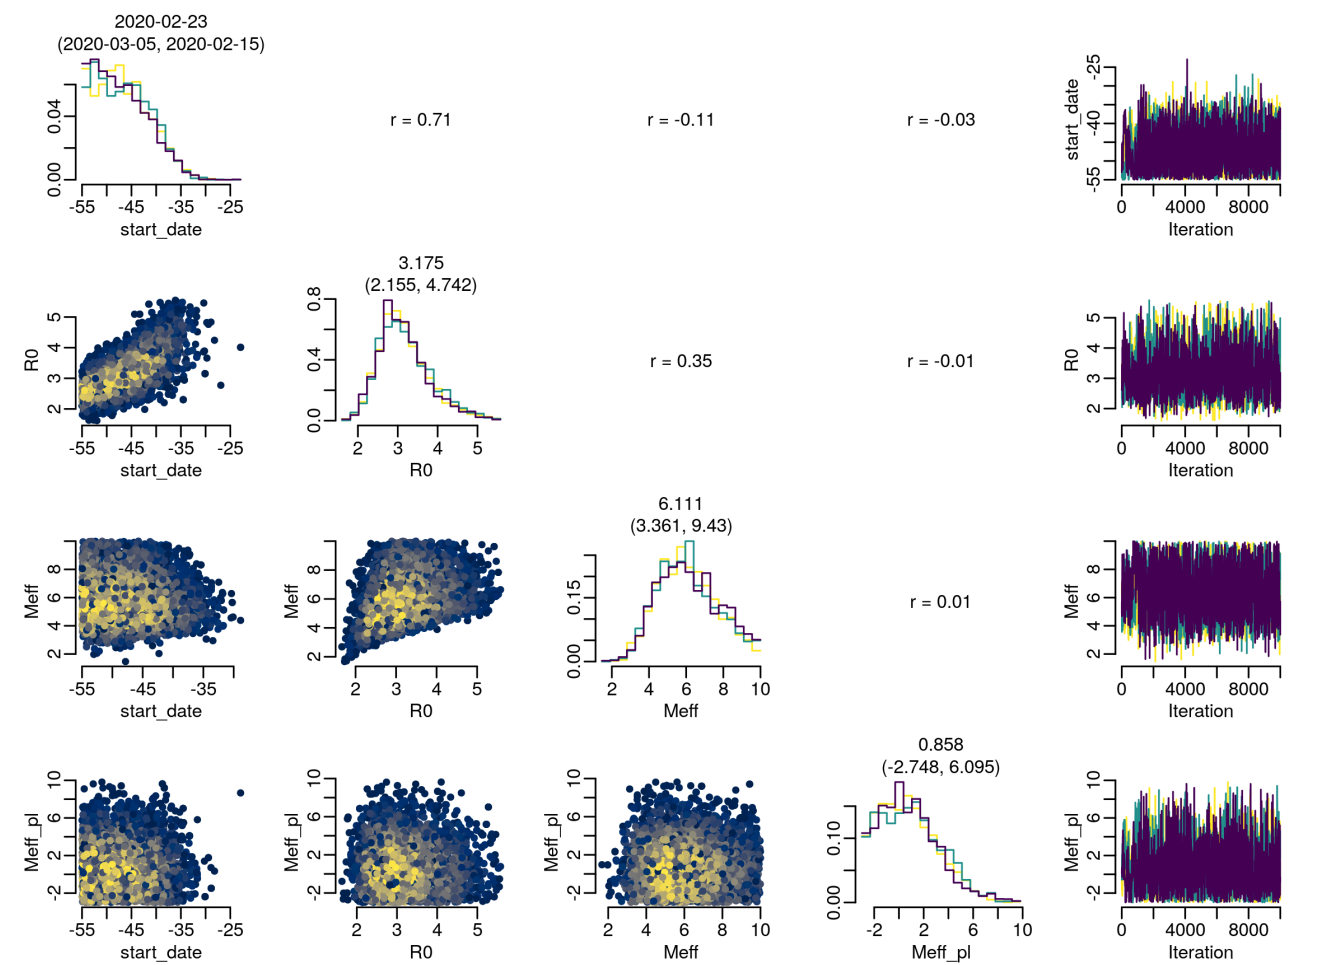 2020-02-23
(2020-03-05, 2020-02-15)
0.00 0.04
-55 -45 -35 -25
start_date
r = 0.71
r = -0.11
r = -0.03
start_date
-55 -40 -25
0 4000 8000
Iteration
R0
2 3 4 5
-55 -45 -35 -25
start_date
3.175
(2.155, 4.742)
0.0 0.4 0.8
2 3 4 5
R0
r = 0.35
r = -0.01
R0
2 3 4 5
0 4000 8000
Iteration
Meff
2 4 6 8
-55 -45 -35
start_date
Meff
2 4 6 8
2 3 4 5
R0
6.111
(3.361, 9.43)
0.00 0.15
2 4 6 8 10
Meff
r = 0.01
Meff
2 4 6 8
0 4000 8000
Iteration
Meff_pl
-2 2 6 10
-55 -45 -35 -25
start_date
Meff_pl
-2 2 6 10
2 3 4 5
R0
Meff_pl
-2 2 6 10
2 4 6 8 10
Meff
0.858
(-2.748, 6.095)
0.00 0.10
-2 2 6 10
Meff_pl
Meff_pl
-2 2 6 10
0 4000 8000
Iteration